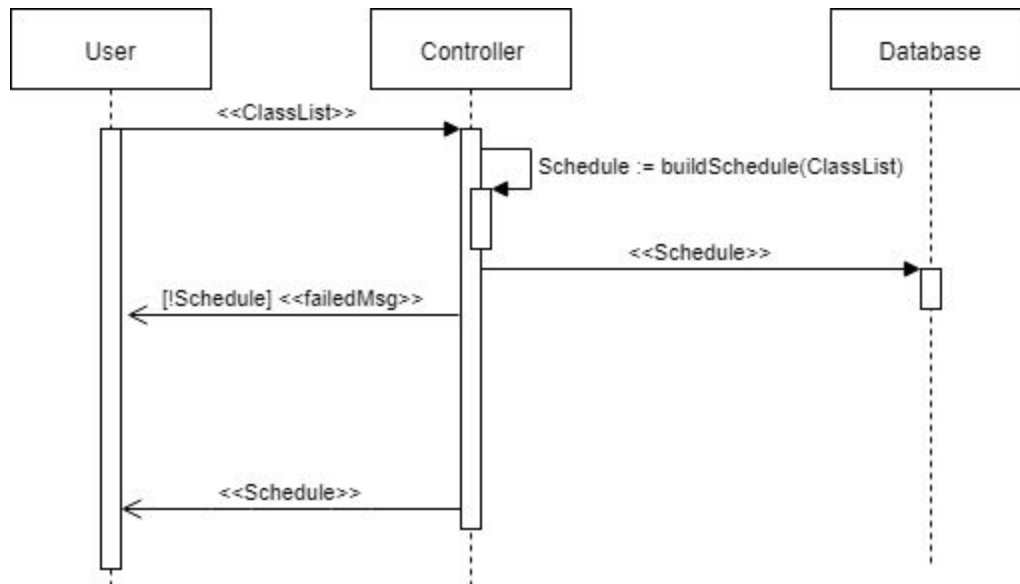 User
Controller
Database
<<ClassList>>
Schedule := buildSchedule(ClassList)
<<Schedule>>
[!Schedule] <<failedMsg>>
<<Schedule>>